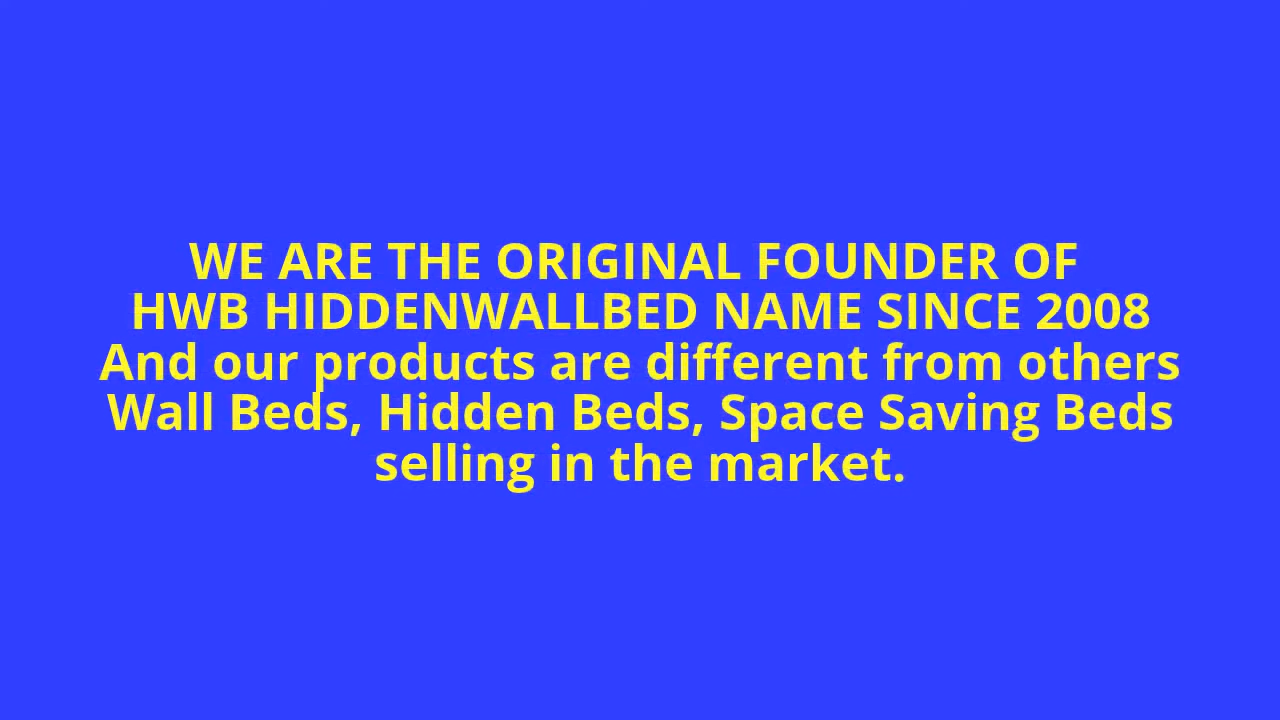 WE ARE THE ORIGINAL FOUNDER OF
HWB HIDDENWALLBED NAME SINCE 2008
And our products are different from others
Wall Beds, Hidden Beds, Space Saving Beds
selling in the market.